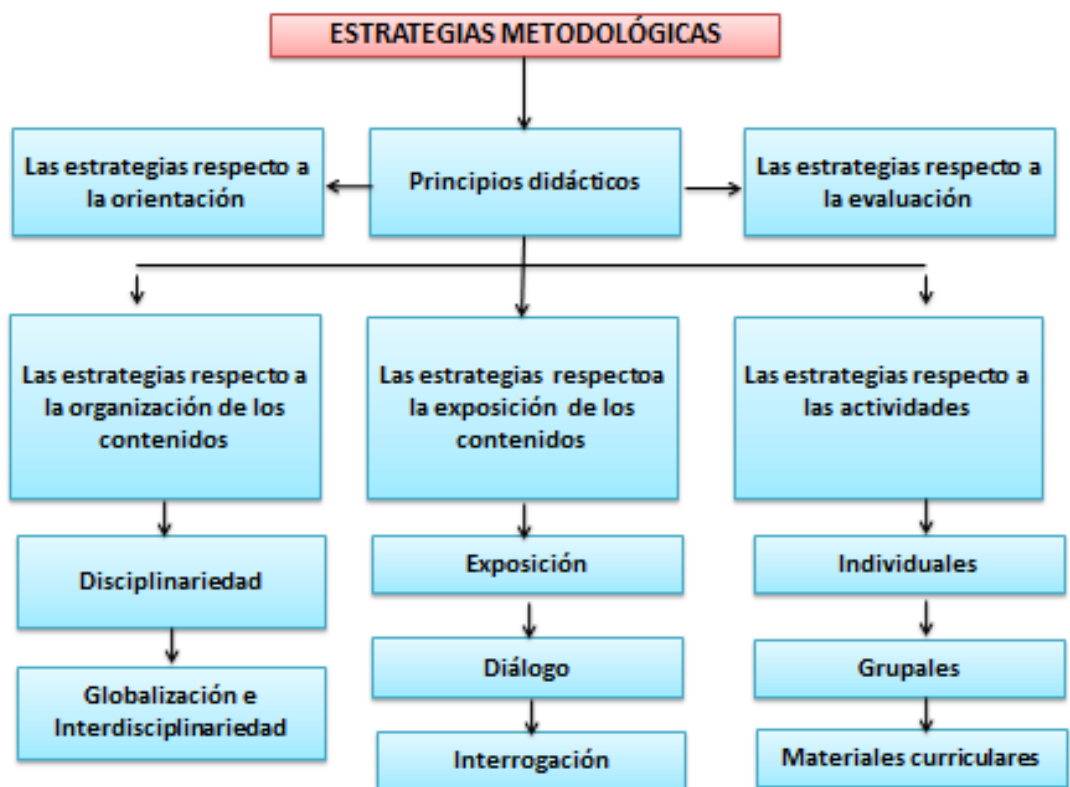 ESTRATEGIAS METODOLÓGICAS
Las estrategias respecto a
la orientación
Principios didácticos
Las estrategias respecto a
la evaluación
Las estrategias respecto a
la organización de los
contenidos
Las estrategias respectoa
la exposición de los
contenidos
Las estrategias respecto a
las actividades
Disciplinariedad
Globalización e
Interdisciplinariedad
Exposición
Diálogo
Interrogación
Individuales
Grupales
Materiales curriculares